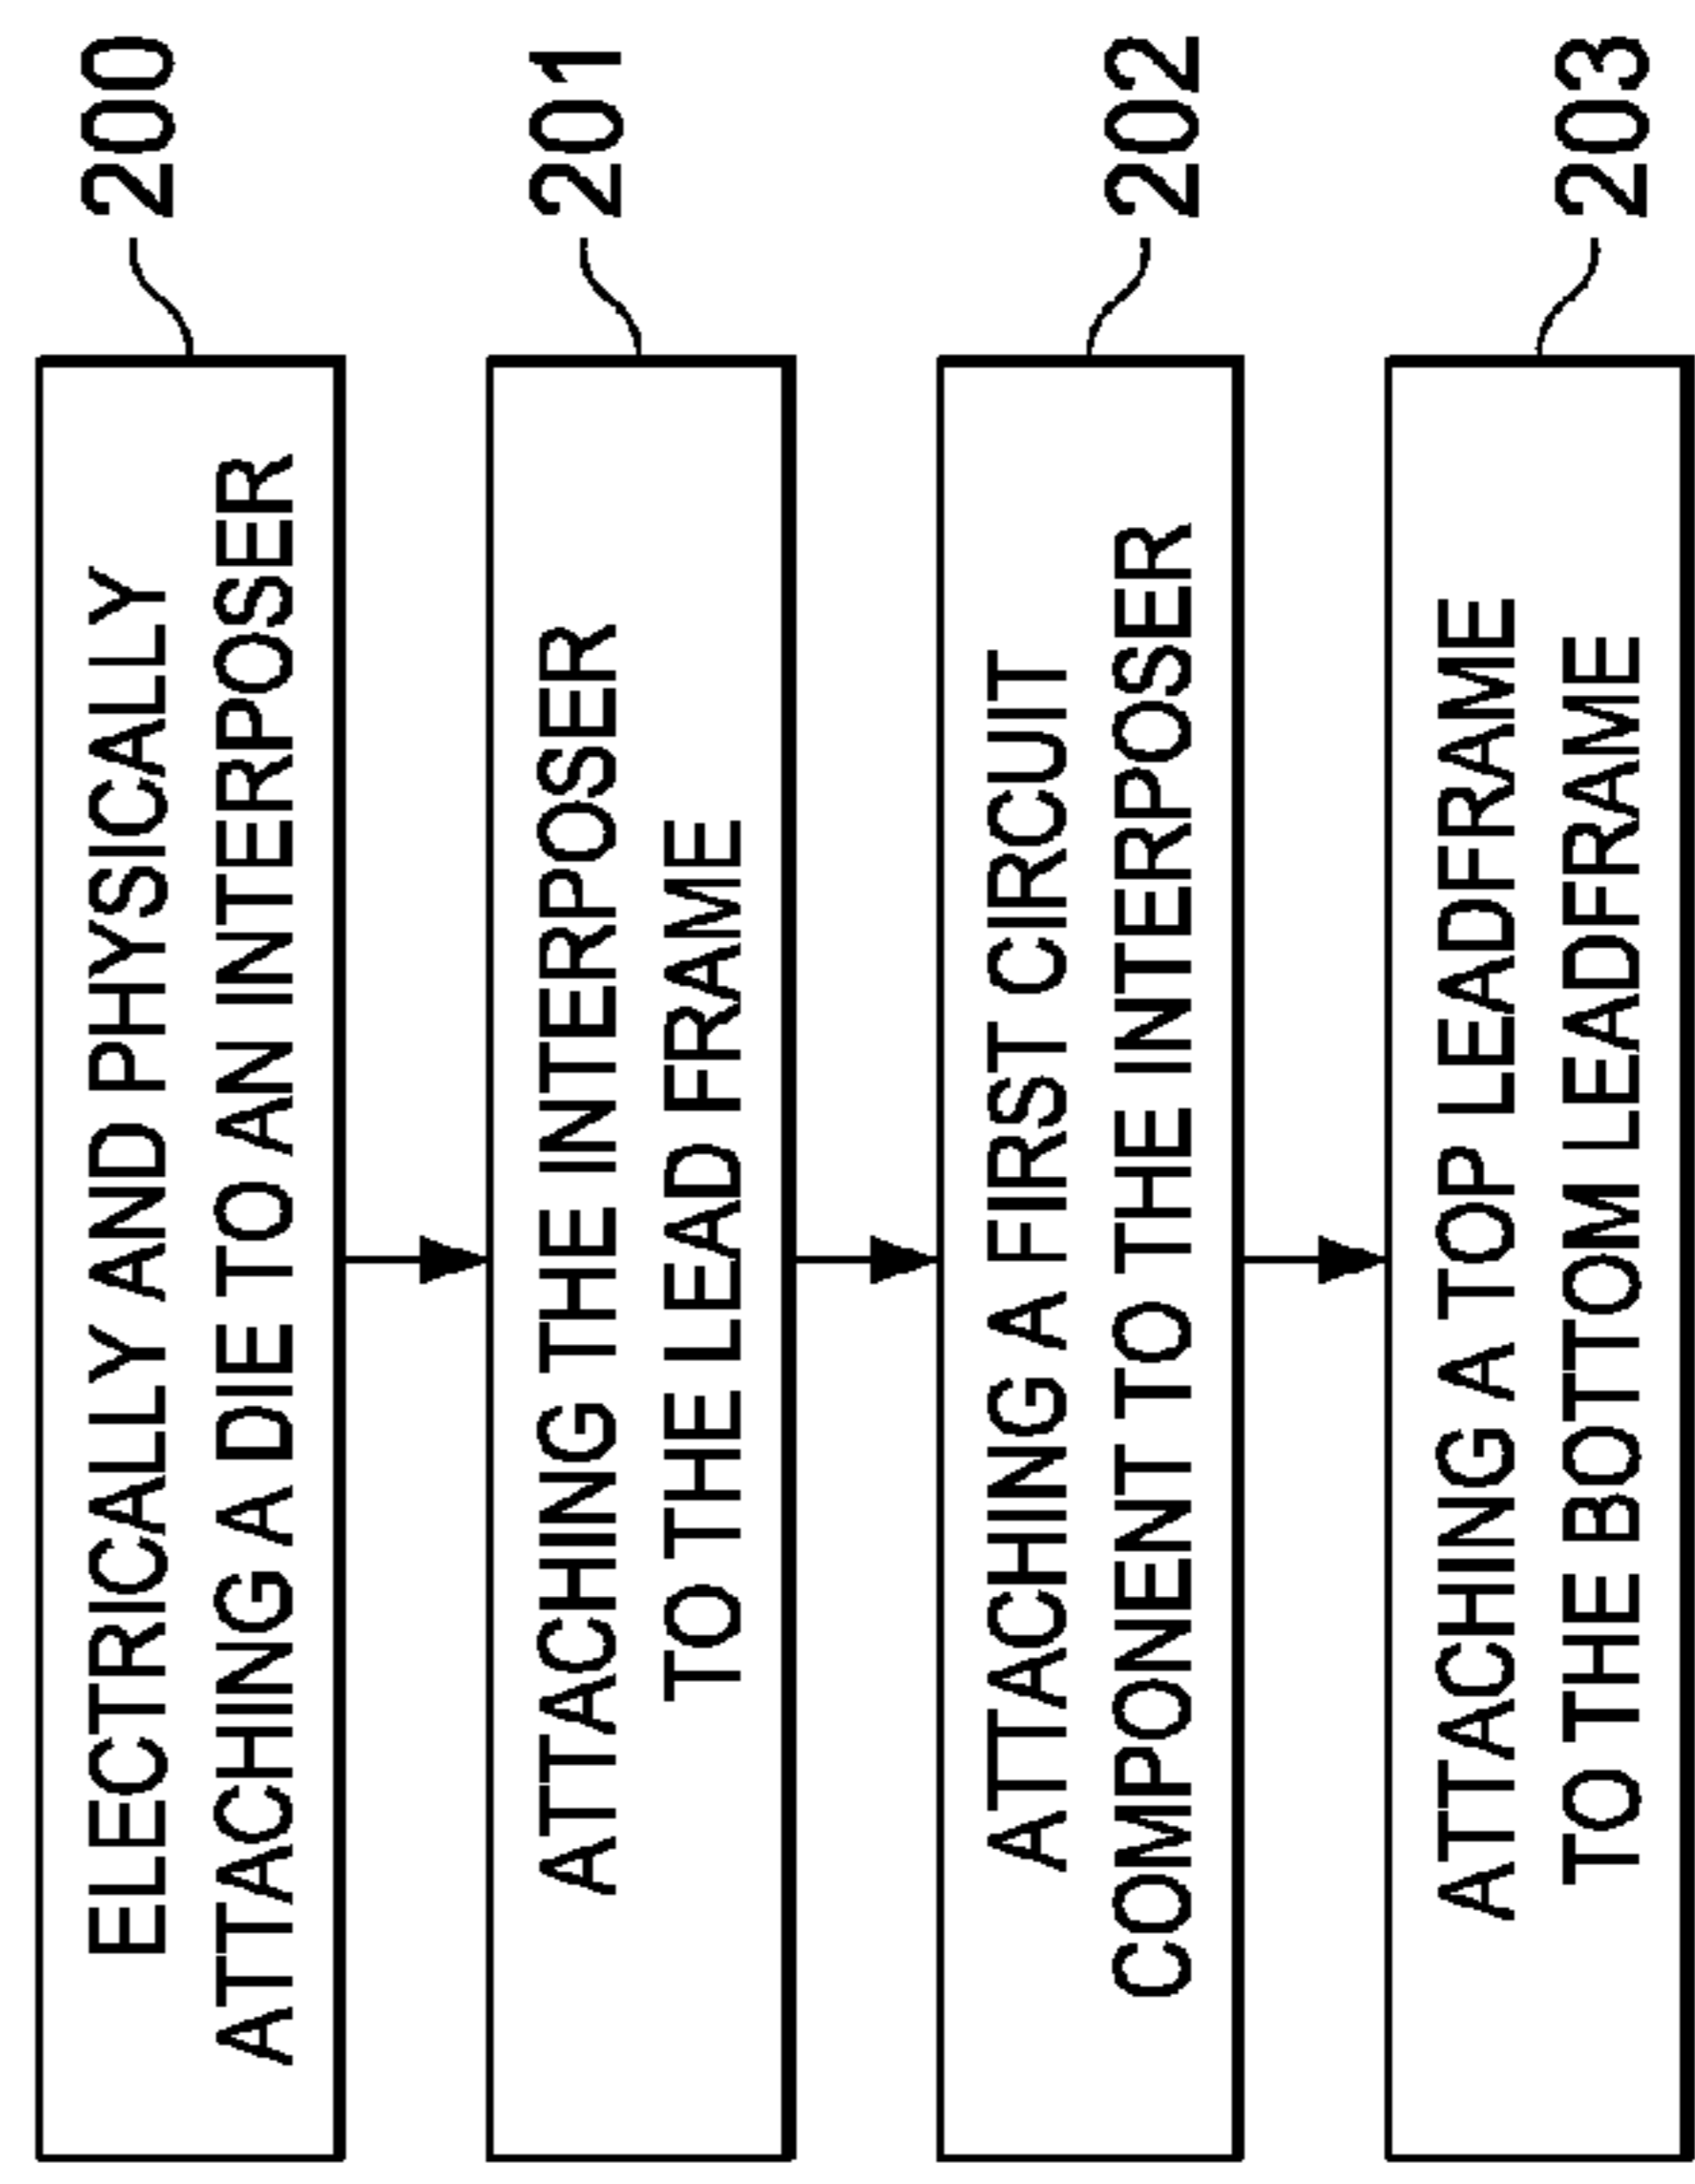 ELECTRICALLY AND PHYSICALLY
ATTACHING A DIE TO AN INTERPOSER
200
ATTACHING THE INTERPOSER
TO THE LEAD FRAME
201
ATTACHING A FIRST CIRCUIT
COMPONENT TO THE INTERPOSER
202
ATTACHING A TOP LEADFRAME
TO THE BOTTOM LEADFRAME
203